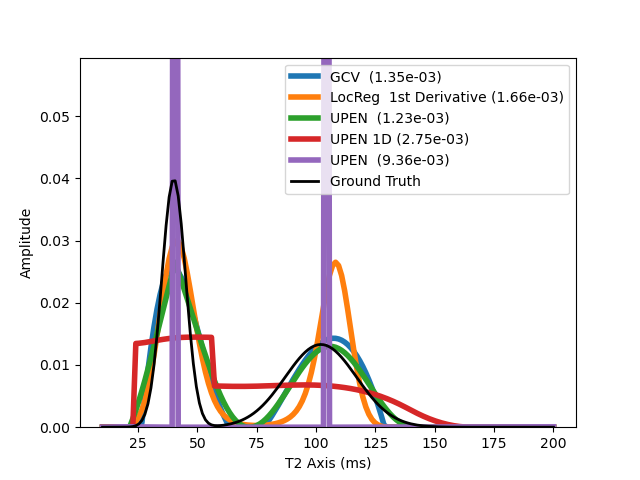 GCV  (1.35e-03)
LocReg  1st Derivative (1.66e-03)
UPEN  (1.23e-03)
UPEN 1D (2.75e-03)
UPEN  (9.36e-03)
Ground Truth
0.05
0.04
0.03
0.02
0.01
0.00
Amplitude
25 50 75 100 125 150 175 200
T2 Axis (ms)